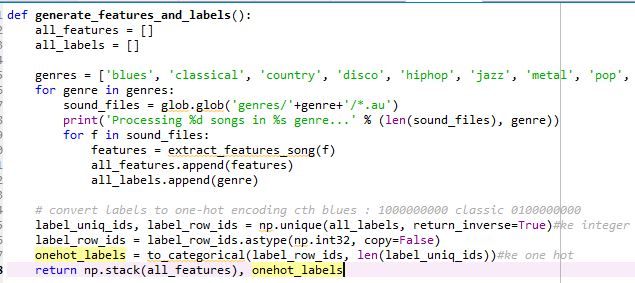 def generate_features_and_labels():
    all_features = []
    all_labels = []

    genres = ['blues', 'classical', 'country', 'disco', 'hiphop', 'jazz', 'metal', 'pop',
    for genre in genres:
        sound_files = glob.glob('genres/'+genre+'/*.au')
        print('Processing %d songs in %s genre...' % (len(sound_files), genre))
        for f in sound_files:
            features = extract_features_song(f)
            all_features.append(features)
            all_labels.append(genre)

    # convert labels to one-hot encoding cth blues : 1000000000 classic 0100000000
    label_uniq_ids, label_row_ids = np.unique(all_labels, return_inverse=True)#ke integer
    label_row_ids = label_row_ids.astype(np.int32, copy=False)
    onehot_labels = to_categorical(label_row_ids, len(label_uniq_ids))#ke one hot
    return np.stack(all_features), onehot_labels